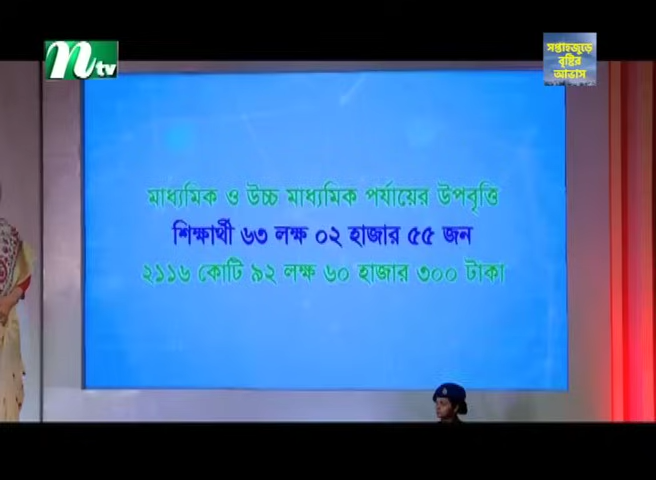 ntv
সপ্তাহজুড়ে
বৃষ্টির
আভাস
মাধ্যমিক ও উচ্চ মাধ্যমিক পর্যায়ের উপবৃত্তি
শিক্ষার্থী ৬৩ লক্ষ ০২ হাজার ৫৫ জন
২১১৬ কোটি ৯২ লক্ষ ৬০ হাজার ৩০০ টাকা